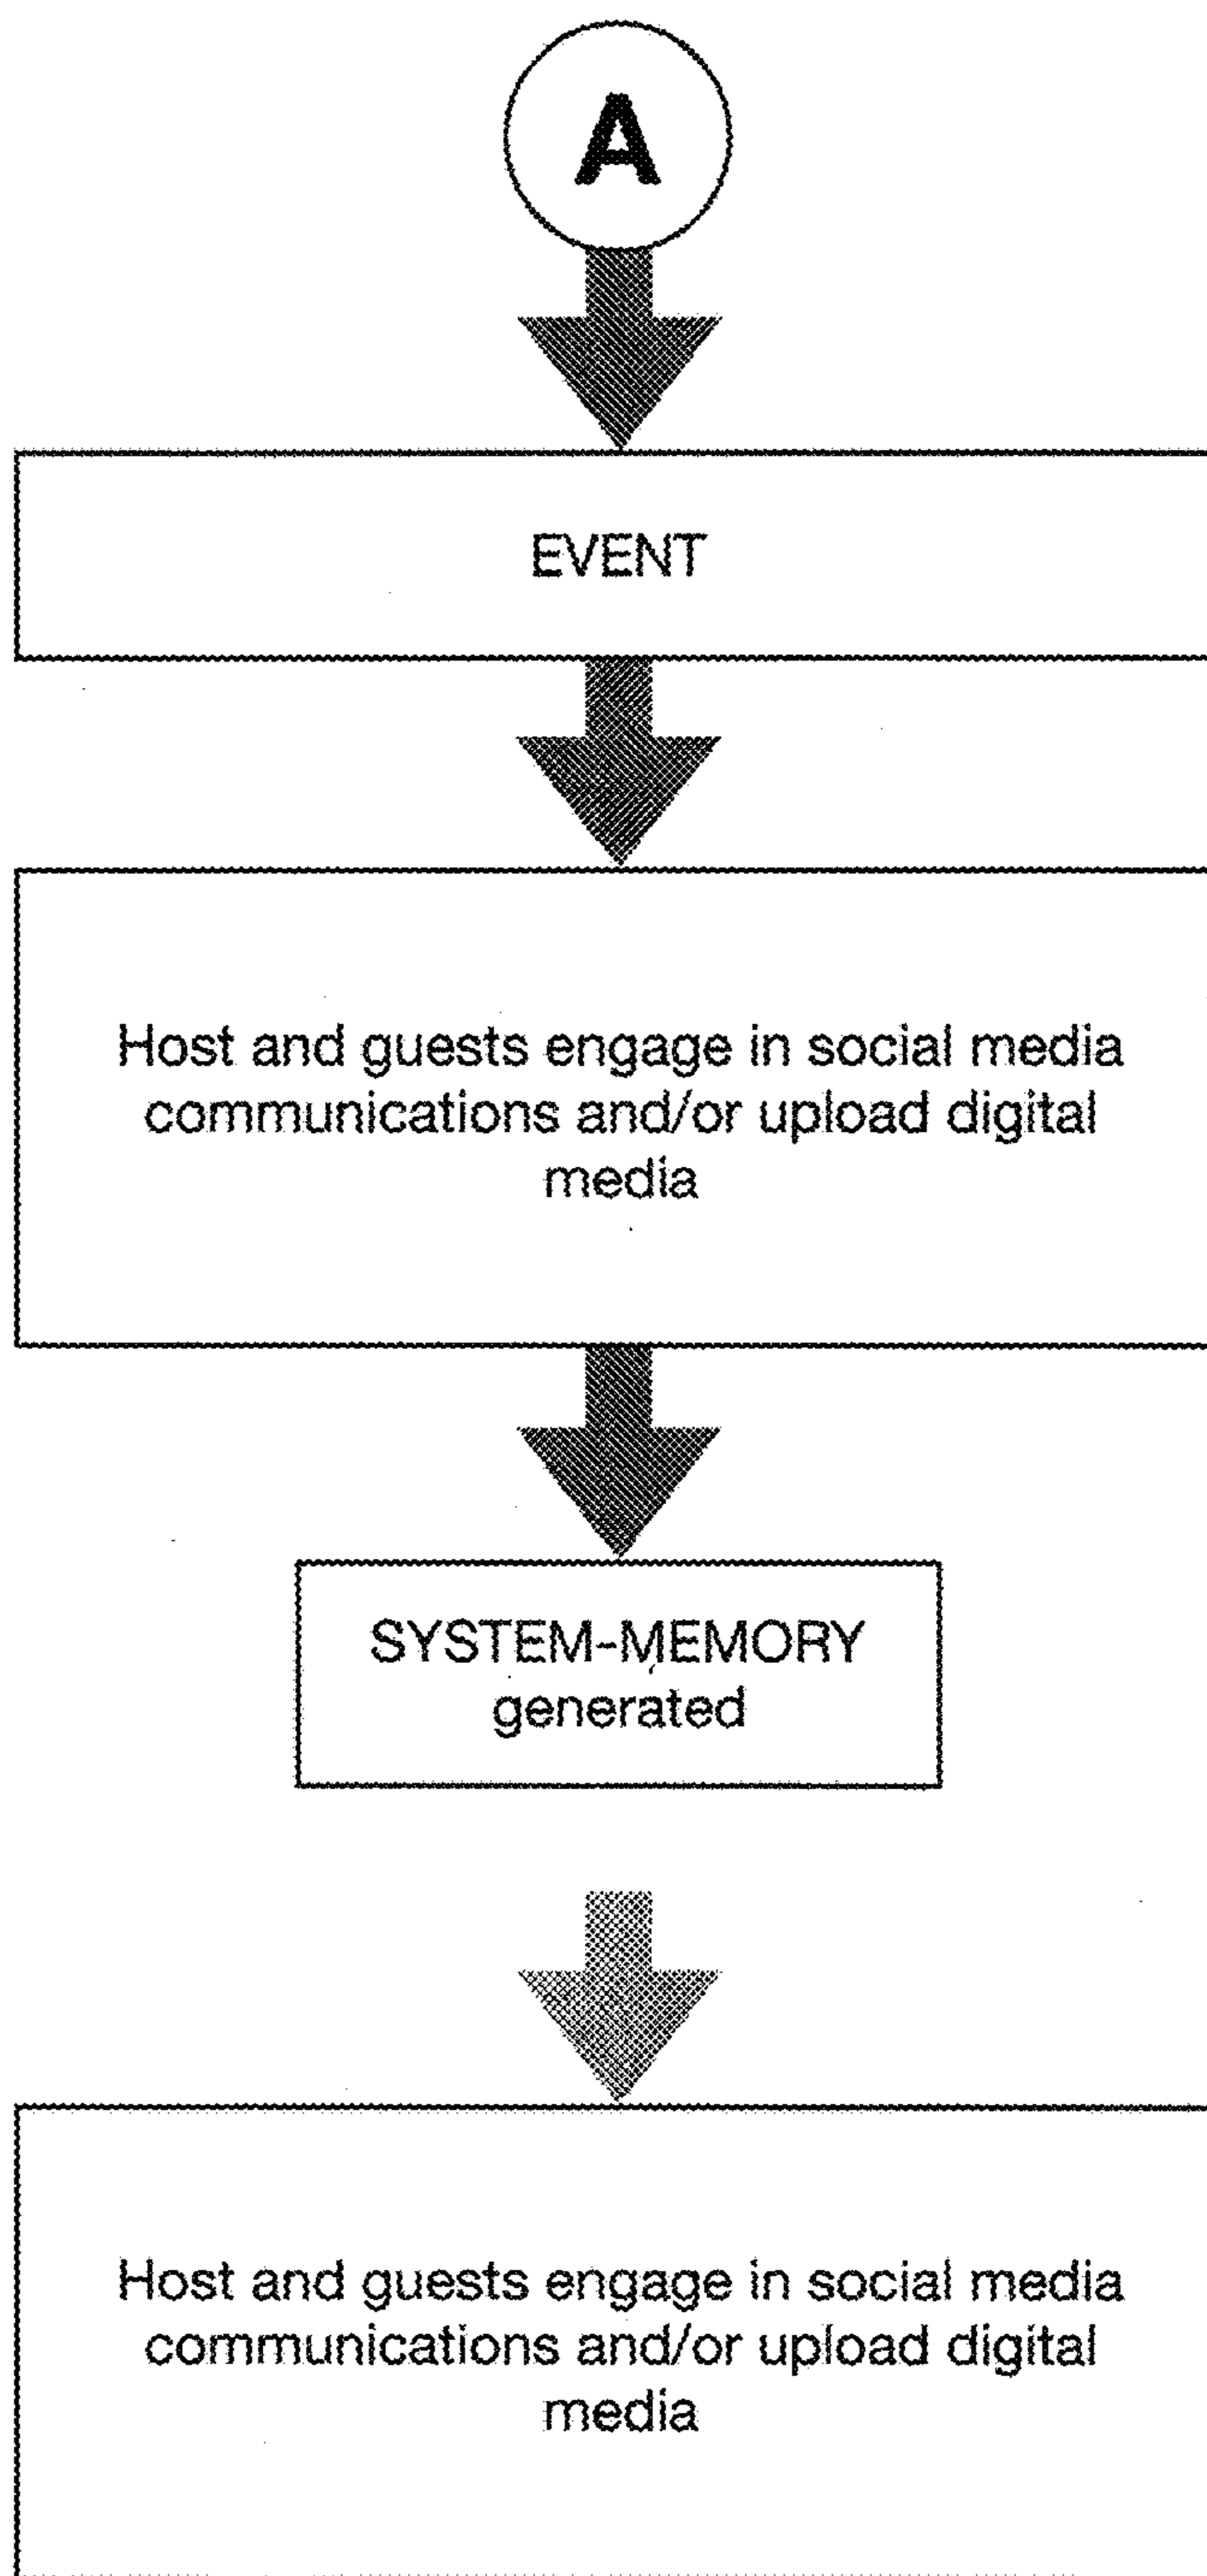 A
EVENT
Host and guests engage in social media
communications and/or upload digital
media
SYSTEM-MEMORY
generated
Host and guests engage in social media
communications and/or upload digital
media